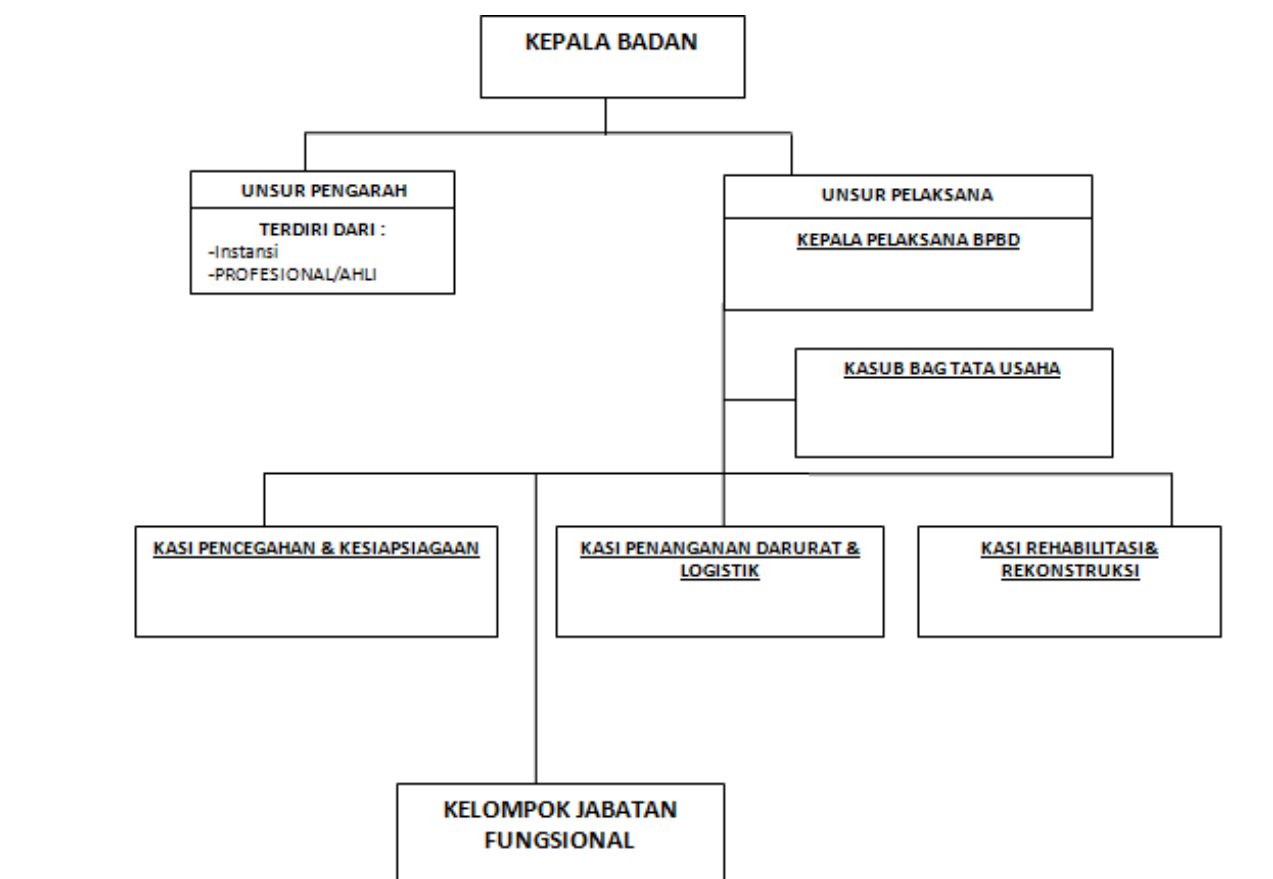 KEPALA BADAN
UNSUR PENGARAH
TERDIRI DARI :
-Instansi
-PROFESIONAL/AHLI
UNSUR PELAKSANA
KEPALA PELAKSANA BPBD
KASUB BAG TATA USAHA
KASI PENCEGAHAN & KESIAPSIAGAAN
KASI PENANGANAN DARURAT &
LOGISTIK
KASI REHABILITASI&
REKONSTRUKSI
KELOMPOK JABATAN
FUNGSIONAL